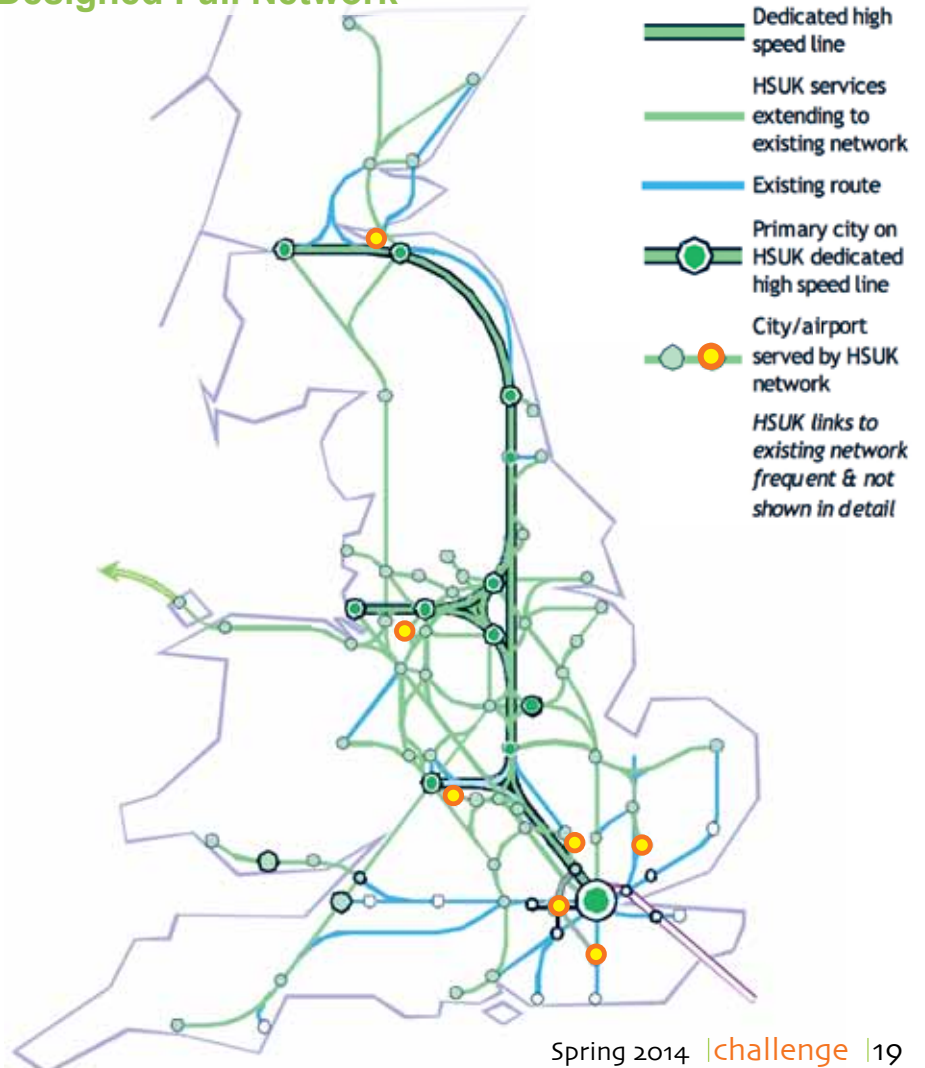 Designed Full Network
Dedicated high
speed line
HSUK services
extending to
existing network
Existing route
Primary city on
HSUK dedicated
high speed line
City/airport
served by HSUK
network
HSUK links to
existing network
frequent & not
shown in detail
Spring 2014 |challenge |19